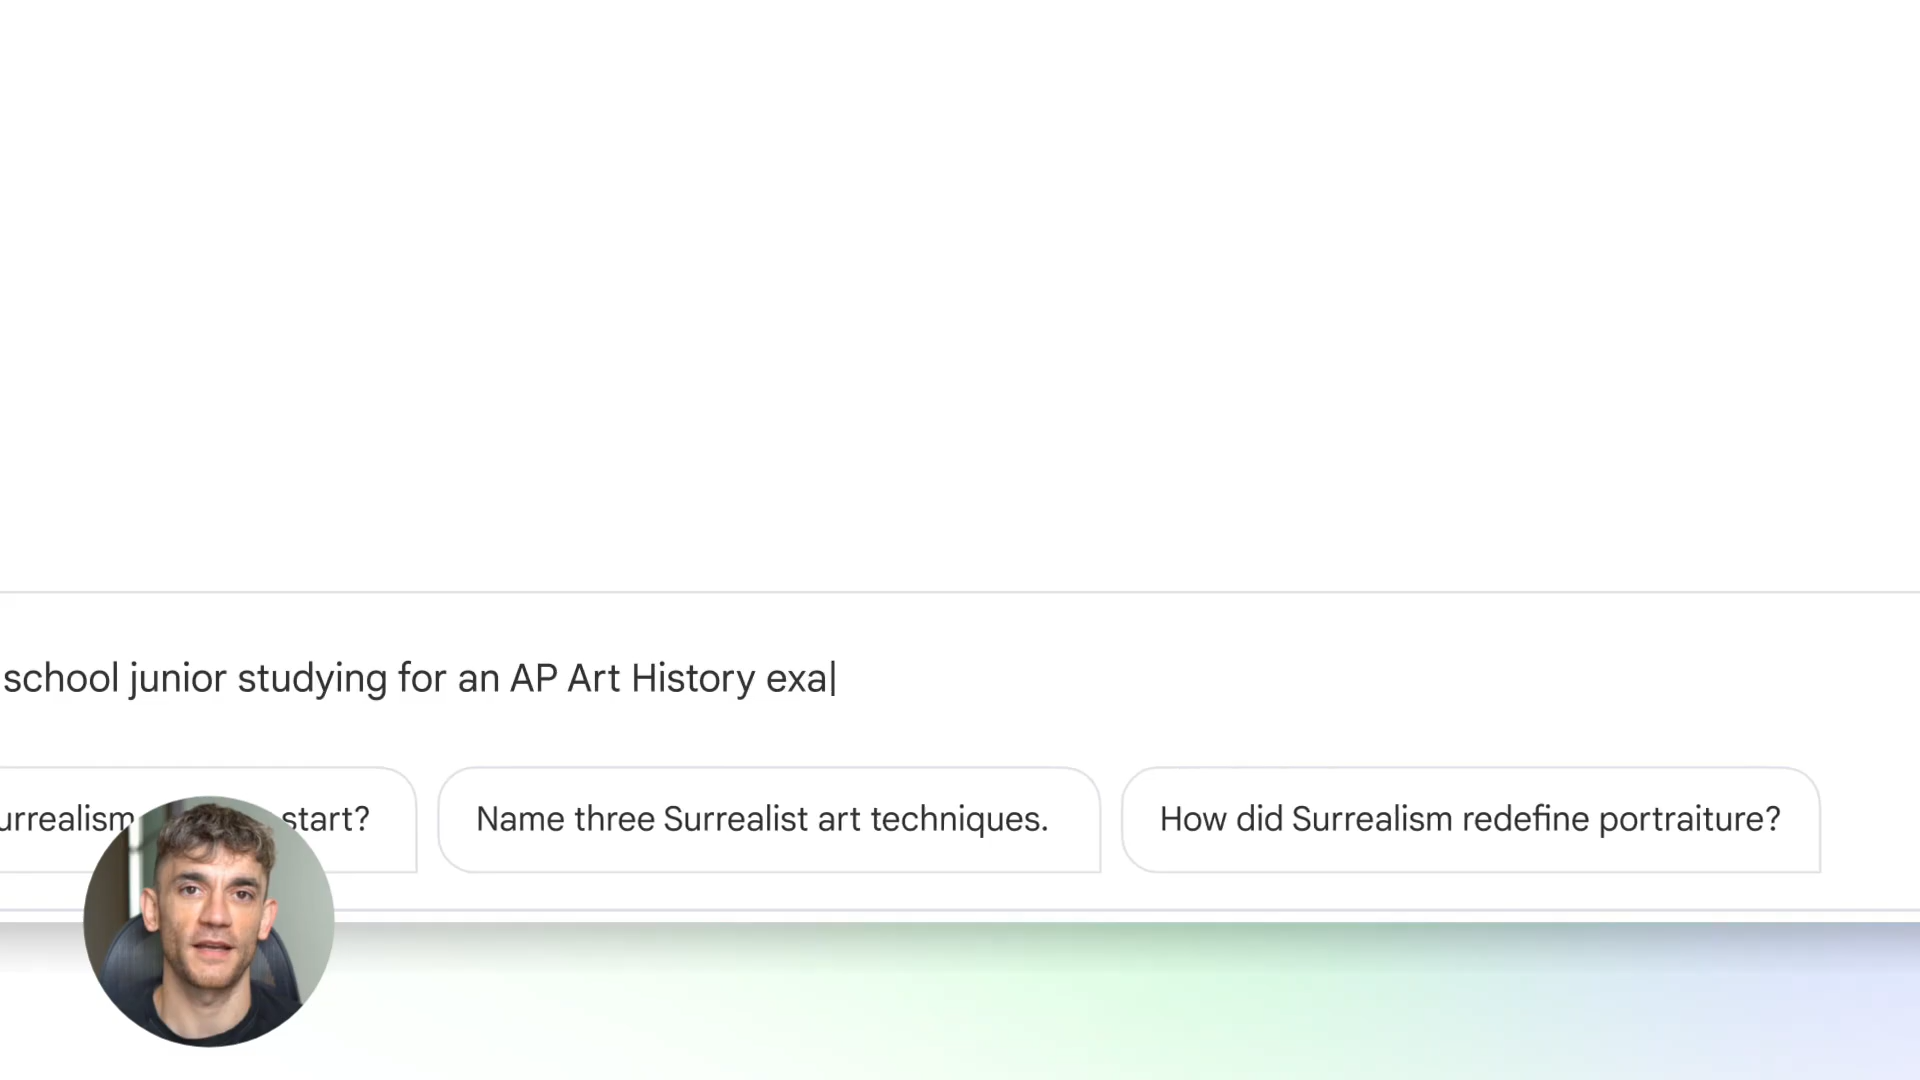 school junior studying for an AP Art History exa
urrealism start?
Name three Surrealist art techniques.
How did Surrealism redefine portraiture?